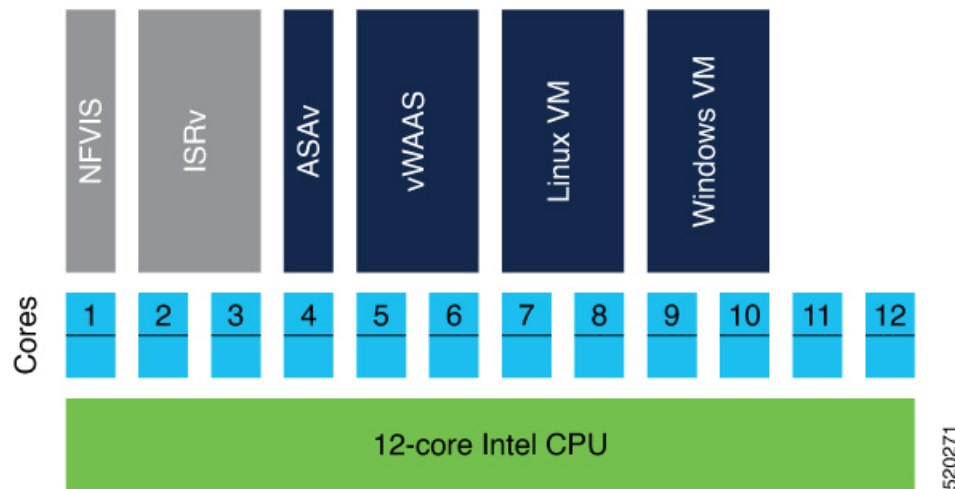 NFVIS
ISRv
ASAv
vWAAS
Linux VM
Windows VM
Cores
1 2 3 4 5 6 7 8 9 10 11 12
12-core Intel CPU
520271